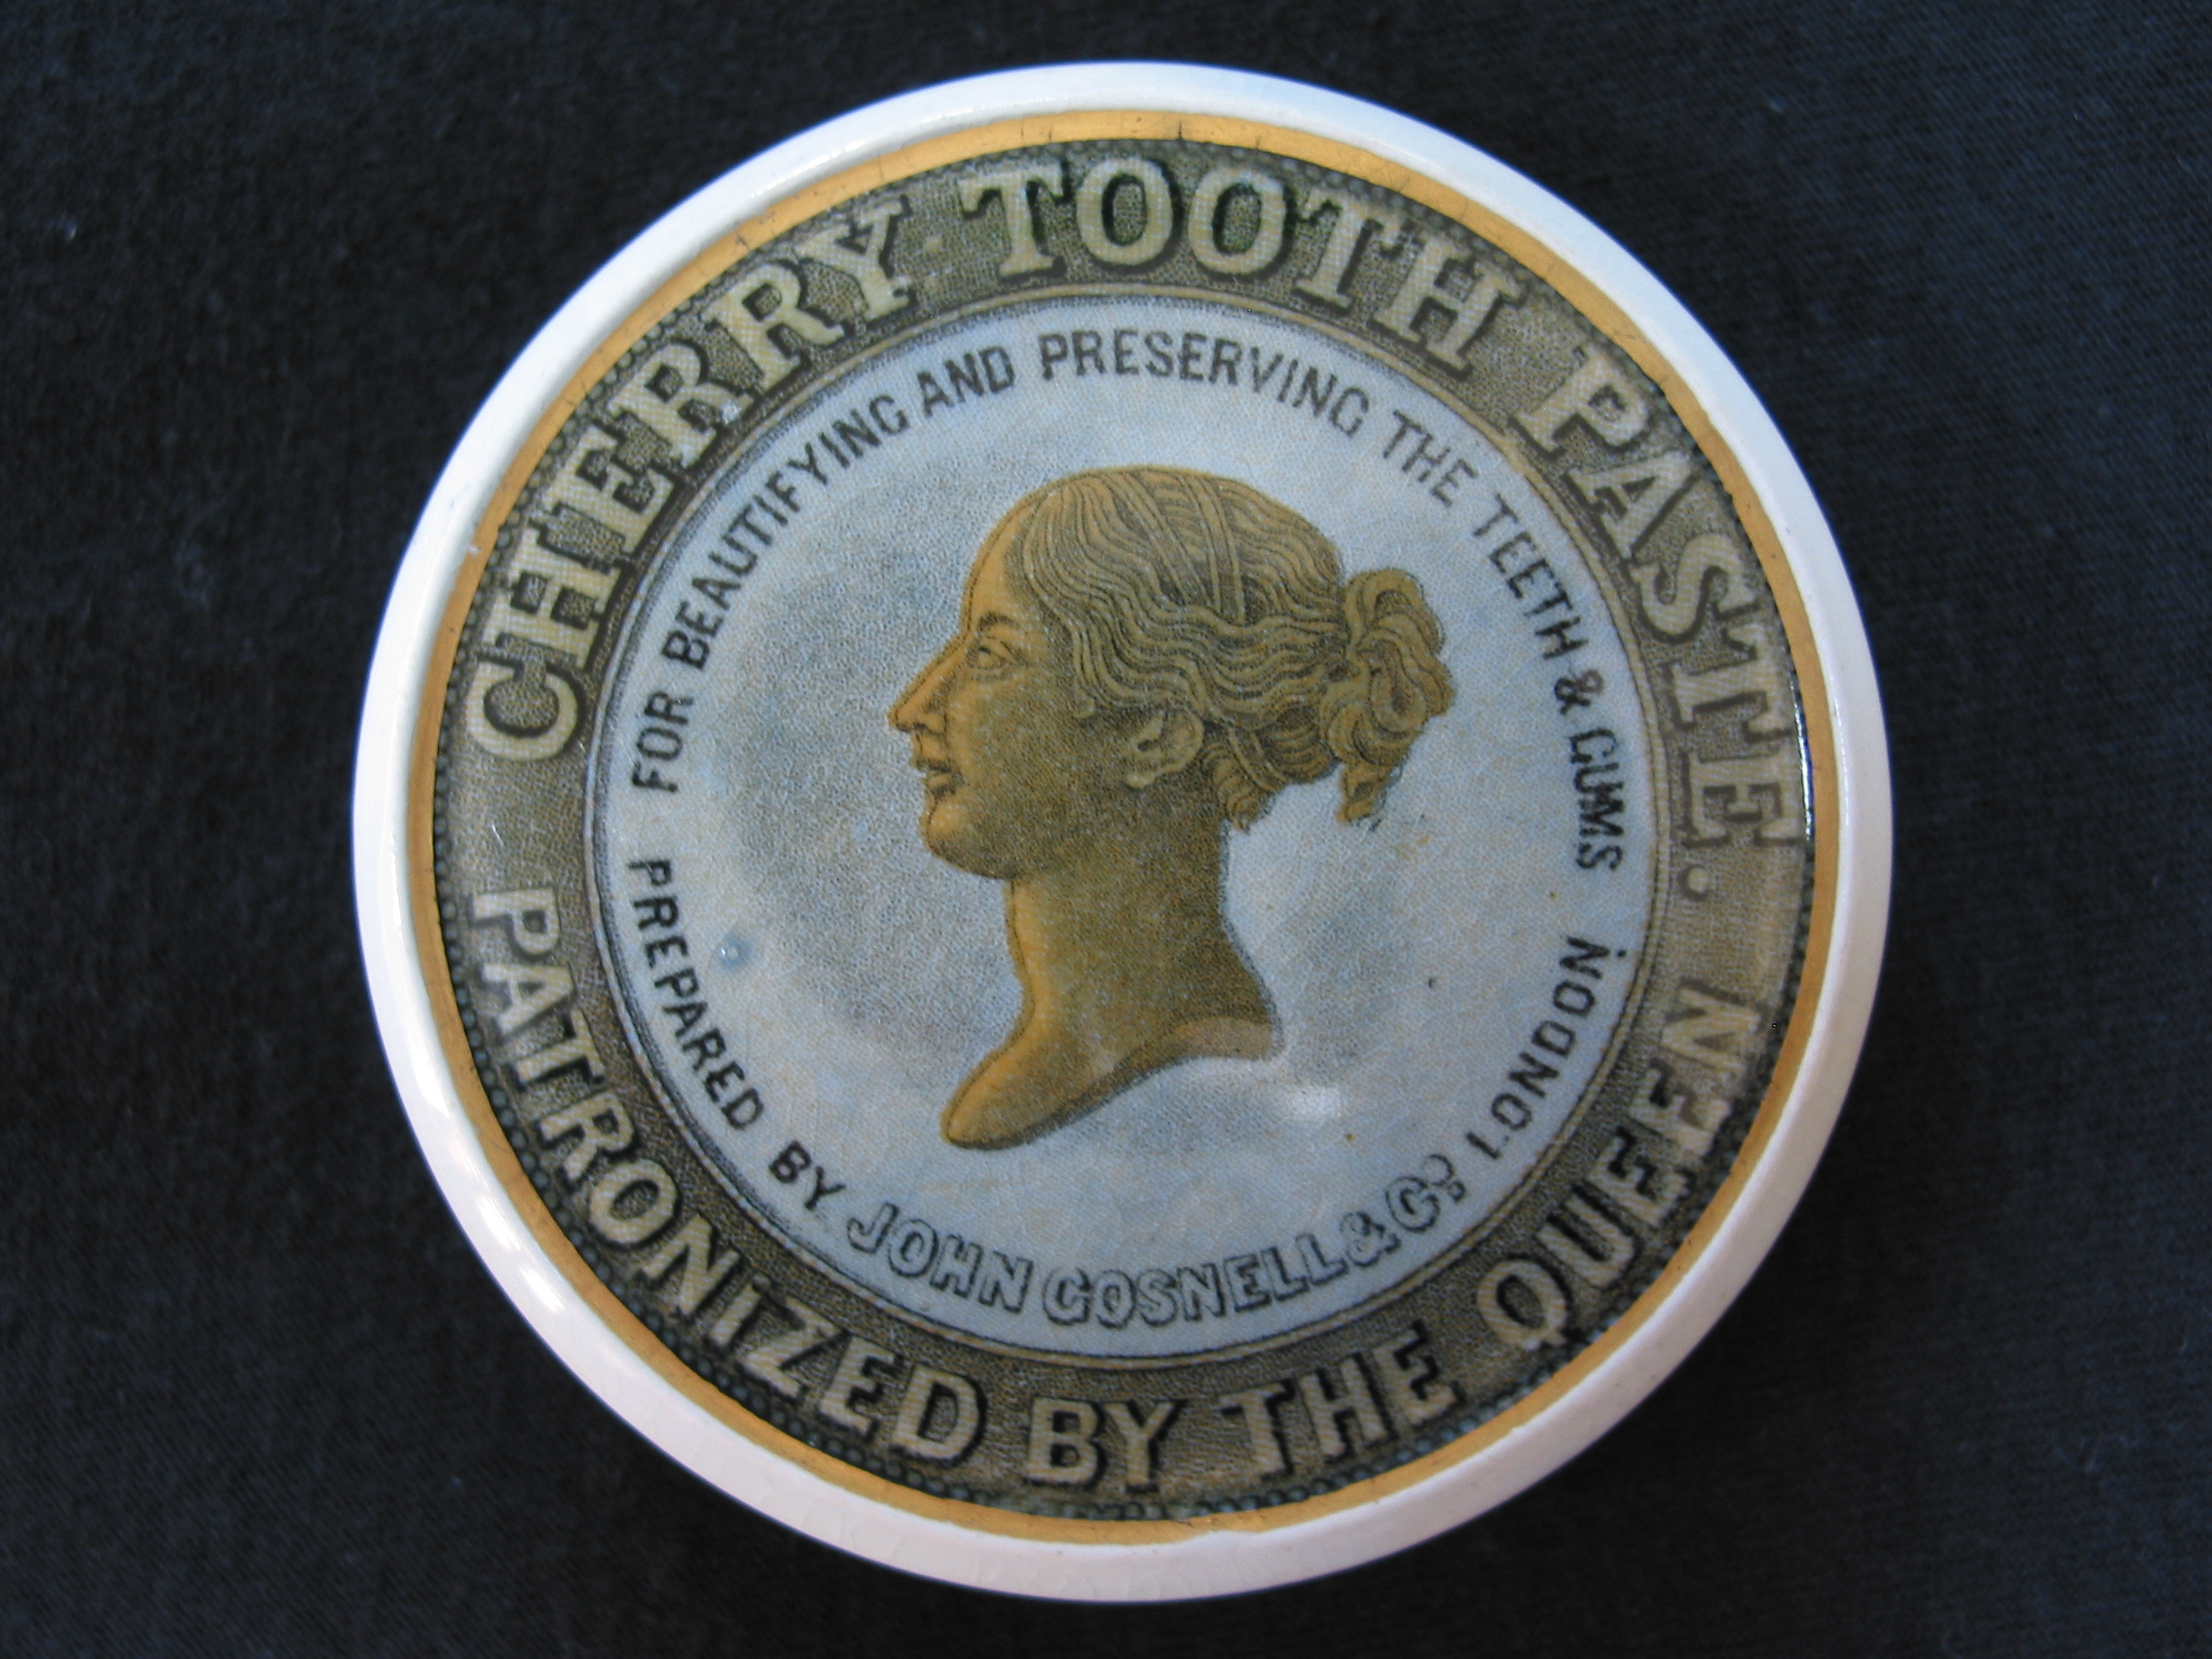 CHERRY TOOTH PASTE.
PATRONIZED BY THE QUEEN
FOR BEAUTIFYING AND PRESERVING THE TEETH & GUMS
PREPARED BY JOHN GOSNELL & Co. LONDON